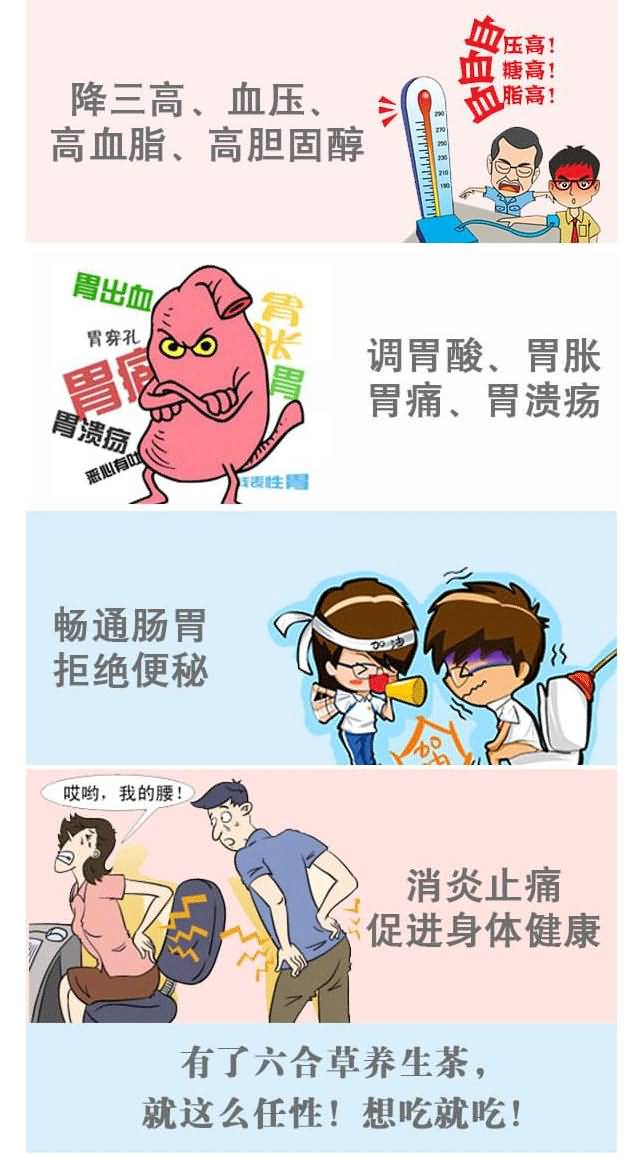 血压高!
血糖高!
血脂高!
降三高、血压、
高血脂、高胆固醇
290
270
250
230
210
190
胃出血
胃胀
胃穿孔
胃痛
胃
胃溃疡
恶心有吐
浅表性胃
调胃酸、胃胀
胃痛、胃溃疡
畅通肠胃
拒绝便秘
加油
加油
哎哟，我的腰！
消炎止痛
促进身体健康
有了六合草养生茶，
就这么任性！想吃就吃！